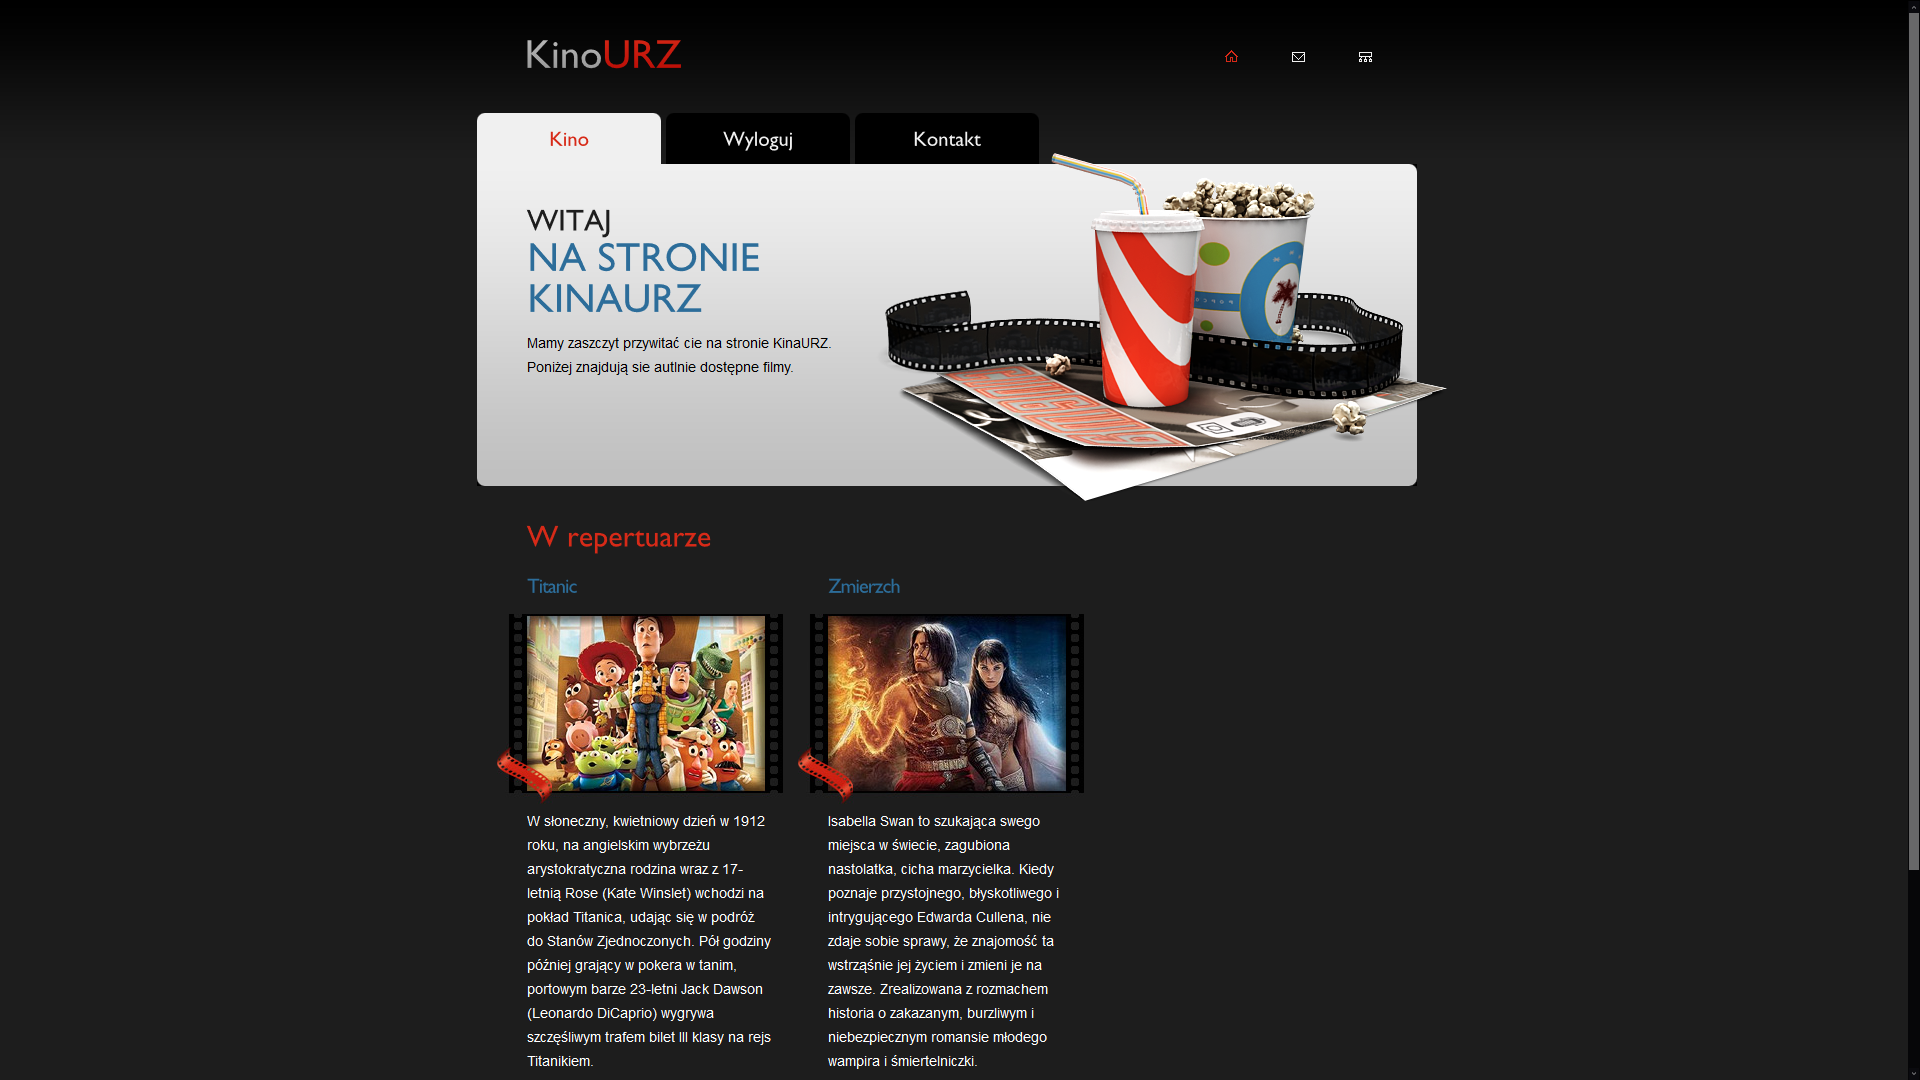 KinoURZ
Kino
Wyloguj
Kontakt
WITAJ
NA STRONIE
KINAURZ
Mamy zaszczyt przywitać cie na stronie KinaURZ.
Poniżej znajdują sie autlnie dostępne filmy.
W repertuarze
Titanic
W słoneczny, kwietniowy dzień w 1912
roku, na angielskim wybrzeżu
arystokratyczna rodzina wraz z 17-
letnią Rose (Kate Winslet) wchodzi na
pokład Titanica, udając się w podróż
do Stanów Zjednoczonych. Pół godziny
później grający w pokera w tanim,
portowym barze 23-letni Jack Dawson
(Leonardo DiCaprio) wygrywa
szczęśliwym trafem bilet III klasy na rejs
Titanikiem.
Zmierzch
Isabella Swan to szukająca swego
miejsca w świecie, zagubiona
nastolatka, cicha marzycielka. Kiedy
poznaje przystojnego, błyskotliwego i
intrygującego Edwarda Cullena, nie
zdaje sobie sprawy, że znajomość ta
wstrząśnie jej życiem i zmieni je na
zawsze. Zrealizowana z rozmachem
historia o zakazanym, burzliwym i
niebezpiecznym romansie młodego
wampira i śmiertelniczki.